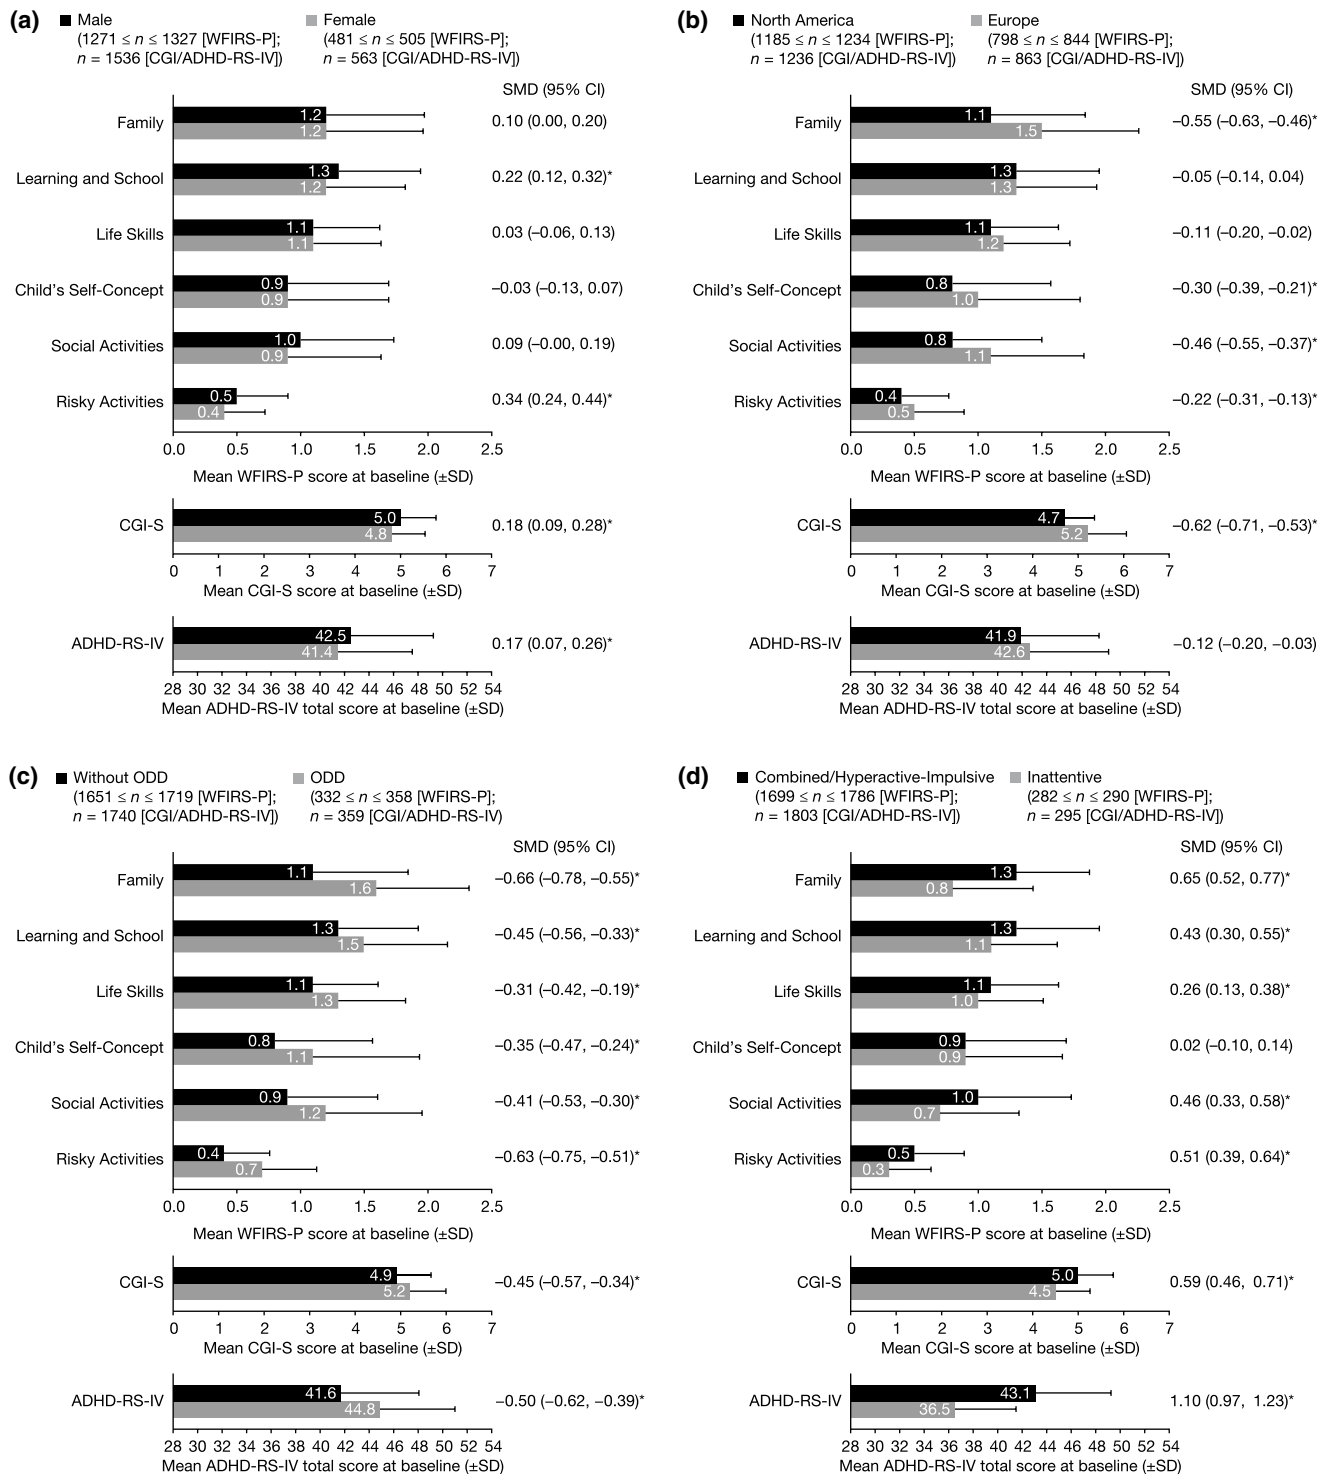 (a)
Male
(1271 ≤ n ≤ 1327 [WFIRS-P];
n = 1536 [CGI/ADHD-RS-IV])
Female
(481 ≤ n ≤ 505 [WFIRS-P];
n = 563 [CGI/ADHD-RS-IV])
SMD (95% CI)
Family 1.2 1.2 0.10 (0.00, 0.20)
Learning and School 1.3 1.2 0.22 (0.12, 0.32)*
Life Skills 1.1 1.1 0.03 (–0.06, 0.13)
Child's Self-Concept 0.9 0.9 –0.03 (–0.13, 0.07)
Social Activities 1.0 0.9 0.09 (–0.00, 0.19)
Risky Activities 0.5 0.4 0.34 (0.24, 0.44)*
0.0 0.5 1.0 1.5 2.0 2.5
Mean WFIRS-P score at baseline (±SD)
CGI-S 5.0 4.8 0.18 (0.09, 0.28)*
0 1 2 3 4 5 6 7
Mean CGI-S score at baseline (±SD)
ADHD-RS-IV 42.5 41.4 0.17 (0.07, 0.26)*
28 30 32 34 36 38 40 42 44 46 48 50 52 54
Mean ADHD-RS-IV total score at baseline (±SD)
(b)
North America
(1185 ≤ n ≤ 1234 [WFIRS-P];
n = 1236 [CGI/ADHD-RS-IV])
Europe
(798 ≤ n ≤ 844 [WFIRS-P];
n = 863 [CGI/ADHD-RS-IV])
SMD (95% CI)
Family 1.1 1.5 –0.55 (–0.63, –0.46)*
Learning and School 1.3 1.3 –0.05 (–0.14, 0.04)
Life Skills 1.1 1.2 –0.11 (–0.20, –0.02)
Child's Self-Concept 0.8 1.0 –0.30 (–0.39, –0.21)*
Social Activities 0.8 1.1 –0.46 (–0.55, –0.37)*
Risky Activities 0.4 0.5 –0.22 (–0.31, –0.13)*
0.0 0.5 1.0 1.5 2.0 2.5
Mean WFIRS-P score at baseline (±SD)
CGI-S 4.7 5.2 –0.62 (–0.71, –0.53)*
0 1 2 3 4 5 6 7
Mean CGI-S score at baseline (±SD)
ADHD-RS-IV 41.9 42.6 –0.12 (–0.20, –0.03)
28 30 32 34 36 38 40 42 44 46 48 50 52 54
Mean ADHD-RS-IV total score at baseline (±SD)
(c)
Without ODD
(1651 ≤ n ≤ 1719 [WFIRS-P];
n = 1740 [CGI/ADHD-RS-IV])
ODD
(332 ≤ n ≤ 358 [WFIRS-P];
n = 359 [CGI/ADHD-RS-IV)
SMD (95% CI)
Family 1.1 1.6 –0.66 (–0.78, –0.55)*
Learning and School 1.3 1.5 –0.45 (–0.56, –0.33)*
Life Skills 1.1 1.3 –0.31 (–0.42, –0.19)*
Child's Self-Concept 0.8 1.1 –0.35 (–0.47, –0.24)*
Social Activities 0.9 1.2 –0.41 (–0.53, –0.30)*
Risky Activities 0.4 0.7 –0.63 (–0.75, –0.51)*
0.0 0.5 1.0 1.5 2.0 2.5
Mean WFIRS-P score at baseline (±SD)
CGI-S 4.9 5.2 –0.45 (–0.57, –0.34)*
0 1 2 3 4 5 6 7
Mean CGI-S score at baseline (±SD)
ADHD-RS-IV 41.6 44.8 –0.50 (–0.62, –0.39)*
28 30 32 34 36 38 40 42 44 46 48 50 52 54
Mean ADHD-RS-IV total score at baseline (±SD)
(d)
Combined/Hyperactive-Impulsive
(1699 ≤ n ≤ 1786 [WFIRS-P];
n = 1803 [CGI/ADHD-RS-IV])
Inattentive
(282 ≤ n ≤ 290 [WFIRS-P];
n = 295 [CGI/ADHD-RS-IV])
SMD (95% CI)
Family 1.3 0.8 0.65 (0.52, 0.77)*
Learning and School 1.3 1.1 0.43 (0.30, 0.55)*
Life Skills 1.1 1.0 0.26 (0.13, 0.38)*
Child's Self-Concept 0.9 0.9 0.02 (–0.10, 0.14)
Social Activities 1.0 0.7 0.46 (0.33, 0.58)*
Risky Activities 0.5 0.3 0.51 (0.39, 0.64)*
0.0 0.5 1.0 1.5 2.0 2.5
Mean WFIRS-P score at baseline (±SD)
CGI-S 5.0 4.5 0.59 (0.46, 0.71)*
0 1 2 3 4 5 6 7
Mean CGI-S score at baseline (±SD)
ADHD-RS-IV 43.1 36.5 1.10 (0.97, 1.23)*
28 30 32 34 36 38 40 42 44 46 48 50 52 54
Mean ADHD-RS-IV total score at baseline (±SD)